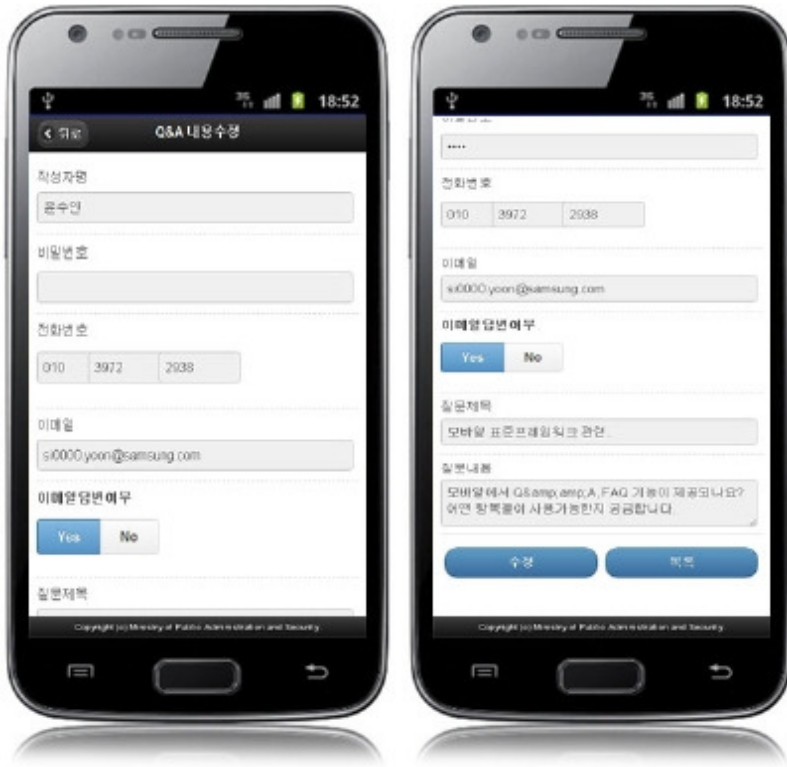 3G
18:52
뒤로
Q&A 내용수정
작성자명
윤수연
비밀번호
전화번호
010 3972 2938
이메일
si0000.yoon@samsung.com
이메일답변여부
Yes No
질문제목
Copyright (c) Ministry of Public Administration and Security.
3G
18:52
비밀번호
••••
전화번호
010 3972 2938
이메일
si0000.yoon@samsung.com
이메일답변여부
Yes No
질문제목
모바일 표준프레임워크 관련..
질문내용
모바일에서 Q&amp;amp;A, FAQ 기능이 제공되나요?
어떤 항목들이 사용가능한지 궁금합니다.
수정 목록
Copyright (c) Ministry of Public Administration and Security.